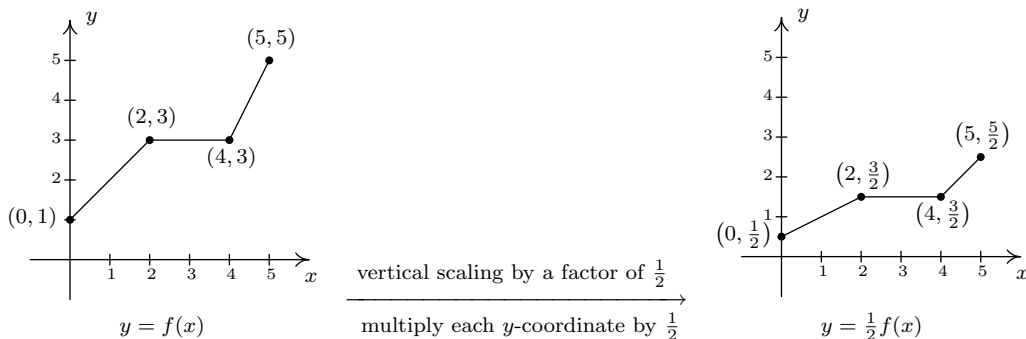 y
5
4
3
2
1 2 3 4 5
x
(0, 1)
(2, 3)
(4, 3)
(5, 5)
y = f(x)
vertical scaling by a factor of 1/2
multiply each y-coordinate by 1/2
y
5
4
3
2
1
1 2 3 4 5
x
(0, 1/2)
(2, 3/2)
(4, 3/2)
(5, 5/2)
y = 1/2 f(x)